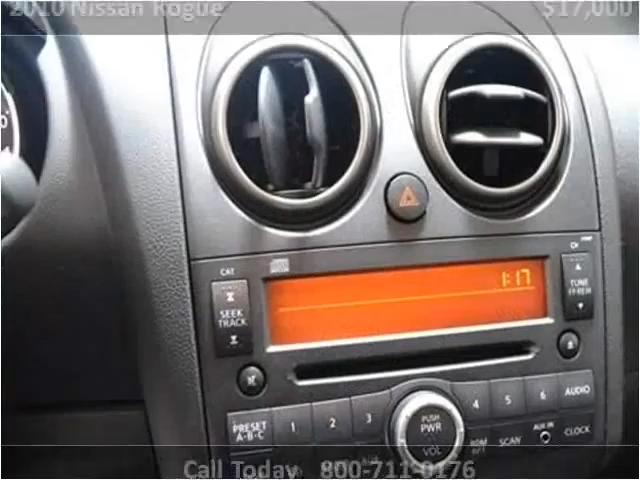 2010 Nissan Rogue $17,000
CAT
CH
SEEK
TRACK
1:17
TUNE
PRESET
A·B·C
1
2
3
PUSH
PWR
VOL
4
5
6
AUDIO
RPM
SCAN
AUX IN
CLOCK
Call Today 800-711-0176